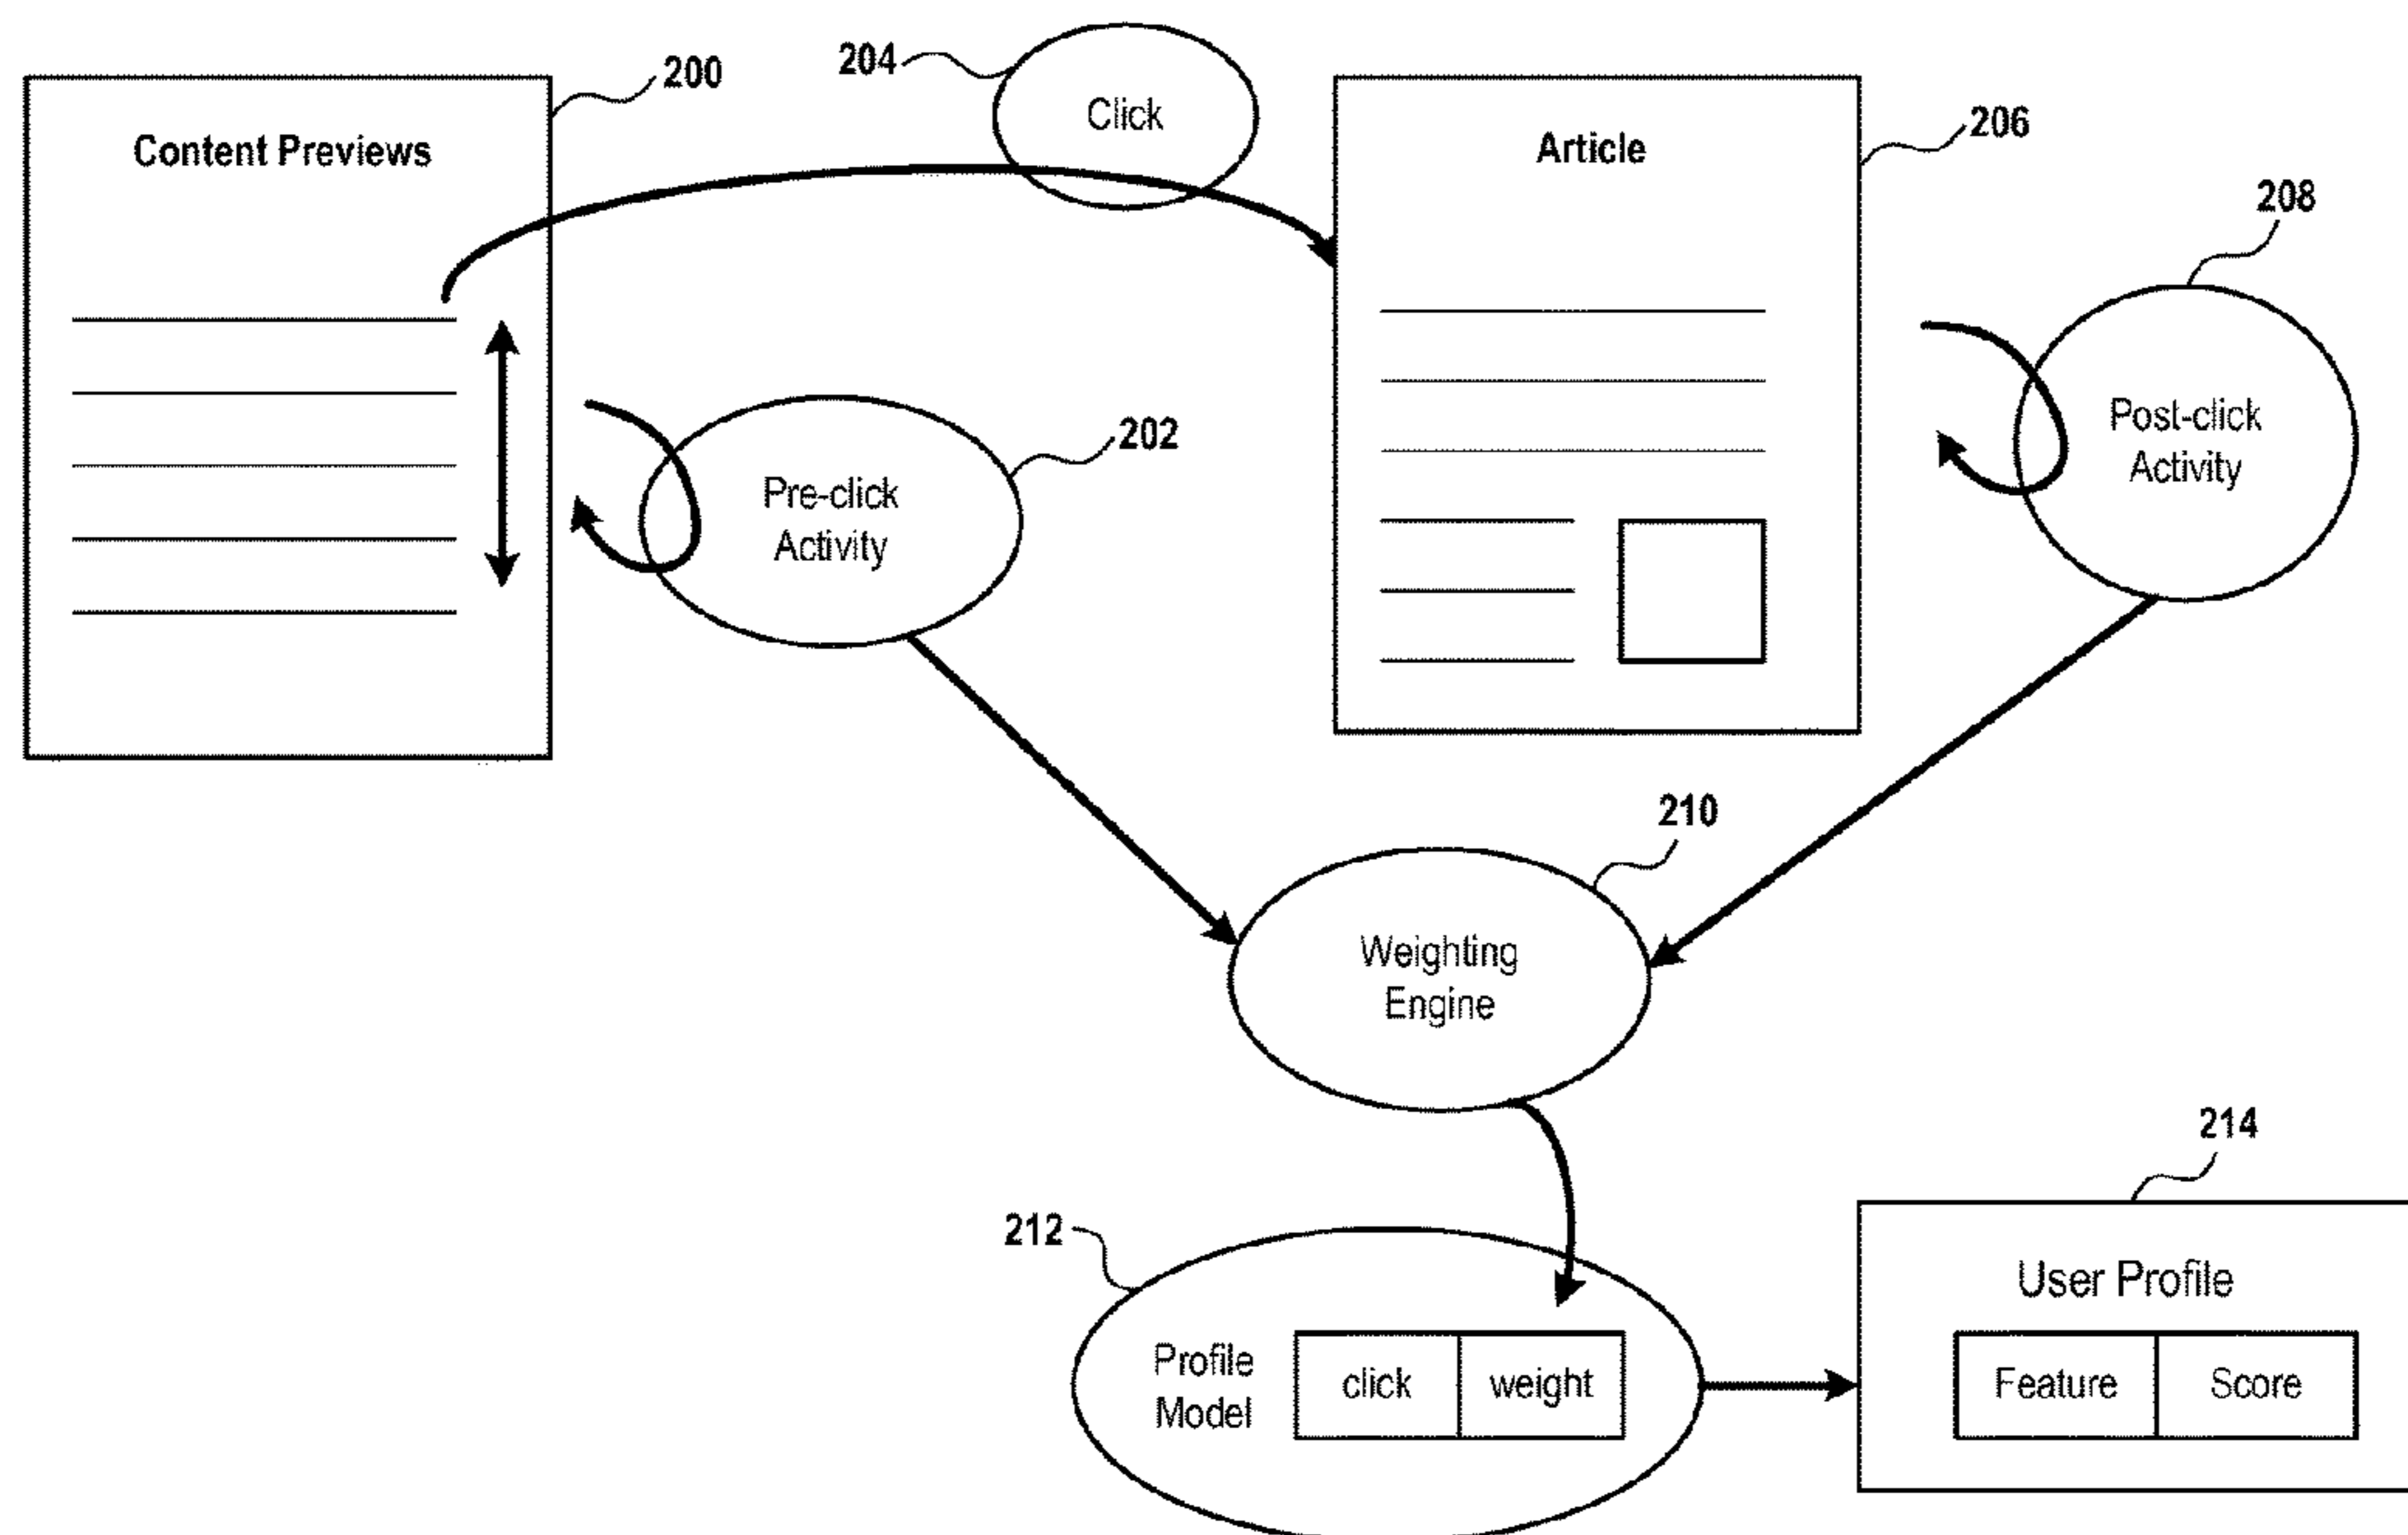 204
200
Click
Content Previews
Article
206
208
202
Pre-click
Activity
Post-click
Activity
210
Weighting
Engine
214
212
User Profile
Profile
Model
click
weight
Feature
Score